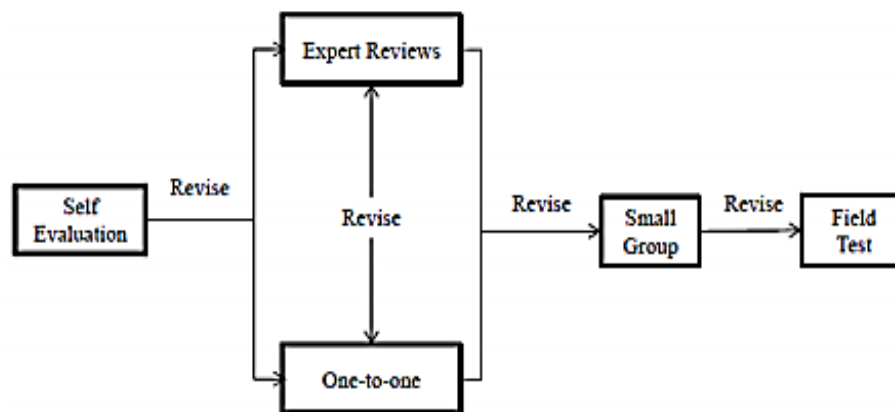 Expert Reviews
Revise
Self
Evaluation
Revise
Revise
Small
Group
Revise
Field
Test
One-to-one